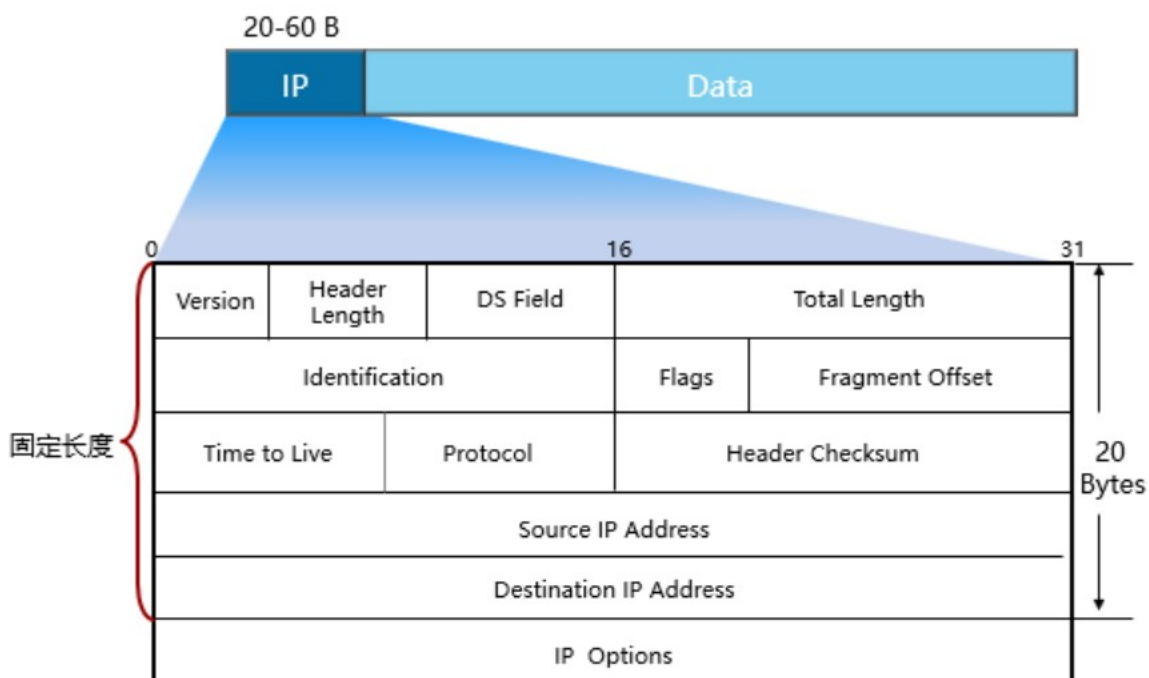 20-60 B
IP Data
0 16 31
Version Header Length DS Field Total Length
Identification Flags Fragment Offset
固定长度
Time to Live Protocol Header Checksum
20 Bytes
Source IP Address
Destination IP Address
IP Options